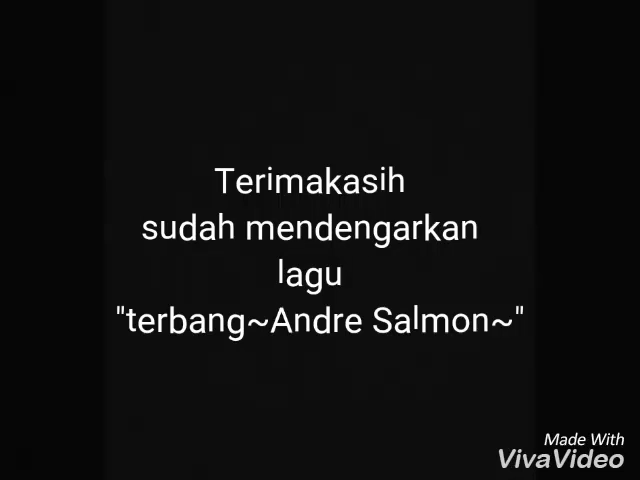 Terimakasih
sudah mendengarkan
lagu
"terbang~Andre Salmon~"
Made With
VivaVideo